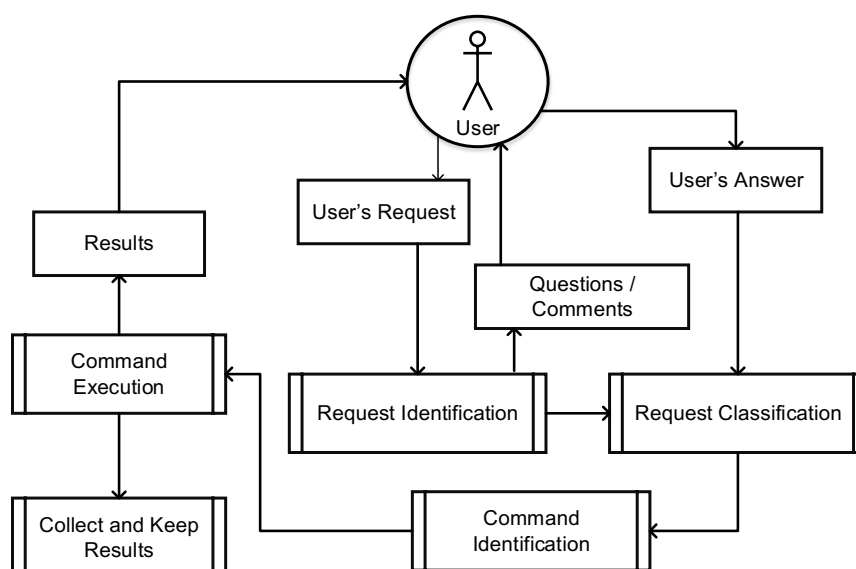 User
User’s Request
User’s Answer
Results
Questions /
Comments
Command
Execution
Request Identification
Request Classification
Collect and Keep
Results
Command
Identification